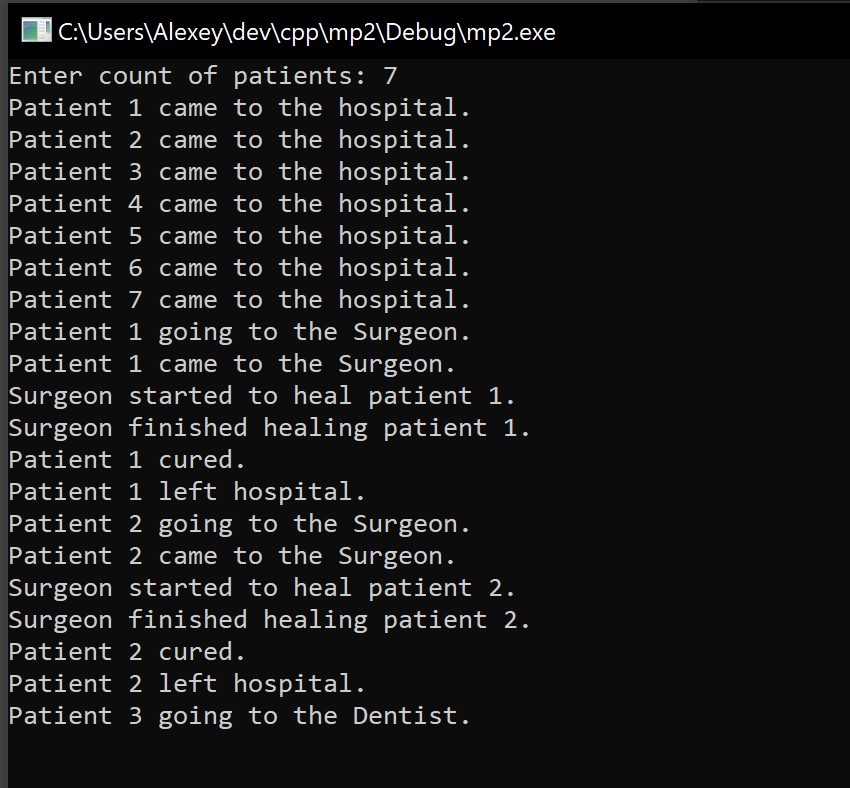 C:\Users\Alexey\dev\cpp\mp2\Debug\mp2.exe
Enter count of patients: 7
Patient 1 came to the hospital.
Patient 2 came to the hospital.
Patient 3 came to the hospital.
Patient 4 came to the hospital.
Patient 5 came to the hospital.
Patient 6 came to the hospital.
Patient 7 came to the hospital.
Patient 1 going to the Surgeon.
Patient 1 came to the Surgeon.
Surgeon started to heal patient 1.
Surgeon finished healing patient 1.
Patient 1 cured.
Patient 1 left hospital.
Patient 2 going to the Surgeon.
Patient 2 came to the Surgeon.
Surgeon started to heal patient 2.
Surgeon finished healing patient 2.
Patient 2 cured.
Patient 2 left hospital.
Patient 3 going to the Dentist.